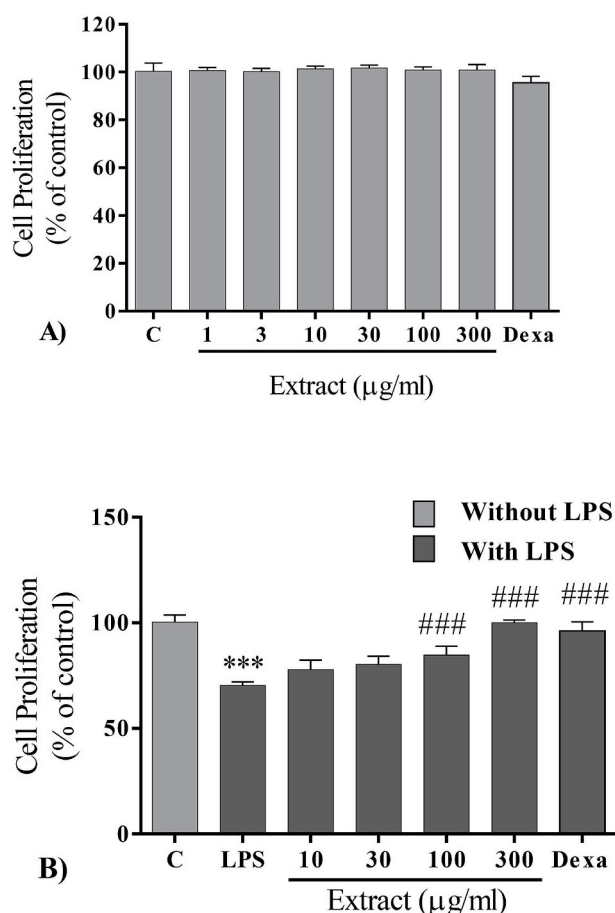 Cell Proliferation
(% of control)
120
100
80
60
40
20
0
A)
C 1 3 10 30 100 300 Dexa
Extract (μg/ml)
Cell Proliferation
(% of control)
150
100
50
0
Without LPS
With LPS
*** ### ### ###
B)
C LPS 10 30 100 300 Dexa
Extract (μg/ml)